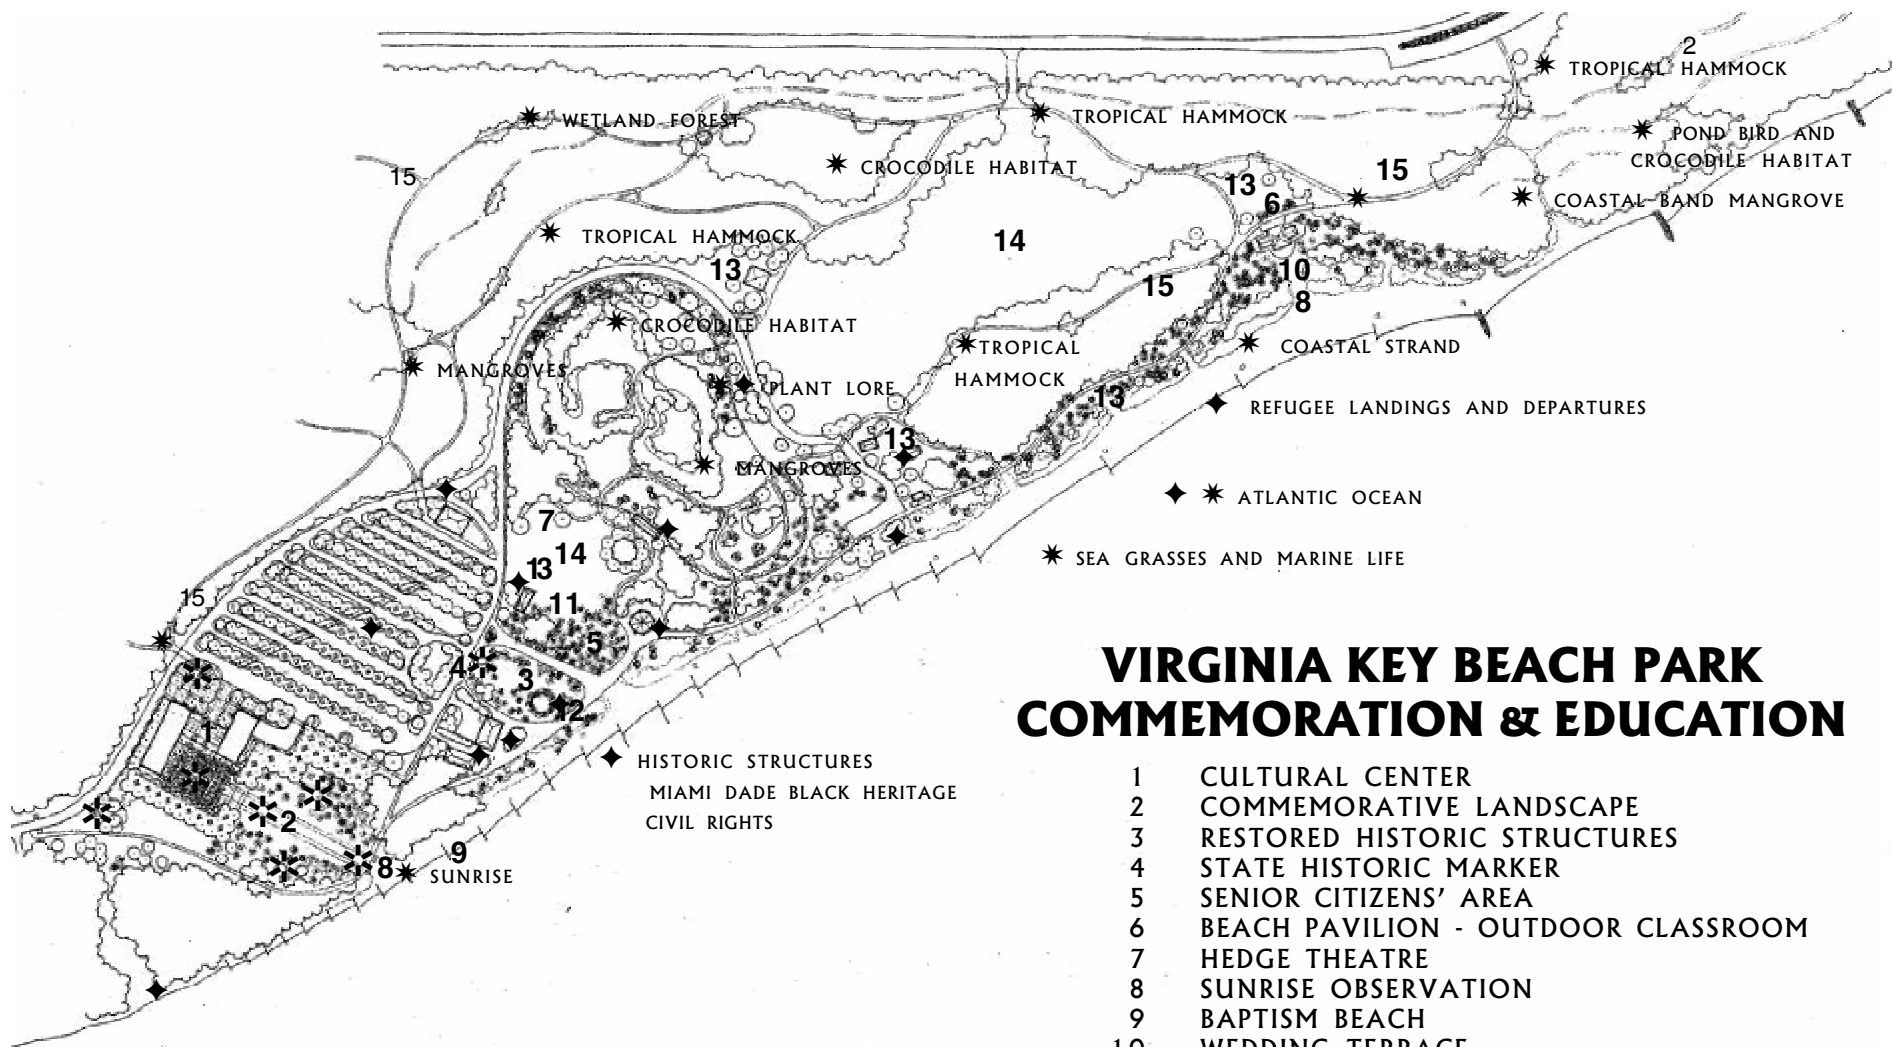 2
TROPICAL HAMMOCK
WETLAND FOREST
TROPICAL HAMMOCK
POND BIRD AND
CROCODILE HABITAT
CROCODILE HABITAT
15
15
13
6
COASTAL BAND MANGROVE
TROPICAL HAMMOCK
14
13
10
15
8
CROCODILE HABITAT
TROPICAL
HAMMOCK
COASTAL STRAND
MANGROVES
PLANT LORE
13
REFUGEE LANDINGS AND DEPARTURES
13
MANGROVES
ATLANTIC OCEAN
7
14
13
SEA GRASSES AND MARINE LIFE
15
11
5
4
3
12
1
2
8
9
SUNRISE
HISTORIC STRUCTURES
MIAMI DADE BLACK HERITAGE
CIVIL RIGHTS
VIRGINIA KEY BEACH PARK
COMMEMORATION & EDUCATION
1 CULTURAL CENTER
2 COMMEMORATIVE LANDSCAPE
3 RESTORED HISTORIC STRUCTURES
4 STATE HISTORIC MARKER
5 SENIOR CITIZENS' AREA
6 BEACH PAVILION - OUTDOOR CLASSROOM
7 HEDGE THEATRE
8 SUNRISE OBSERVATION
9 BAPTISM BEACH
10 WEDDING TERRACE